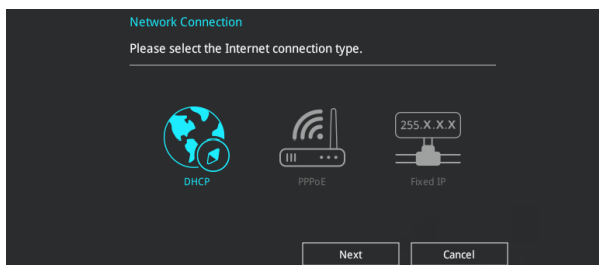 Network Connection
Please select the Internet connection type.
255.X.X.X
DHCP PPPoE Fixed IP
Next Cancel